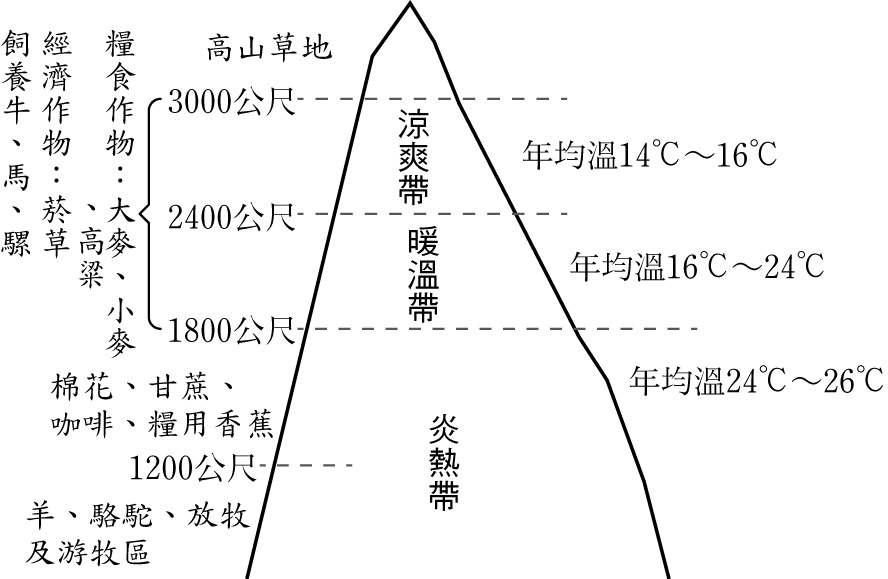 高山草地
3000公尺
2400公尺
1800公尺
1200公尺
糧食作物：大麥、小麥
、高粱
經濟作物：菸草
飼養牛、馬、騾
棉花、甘蔗、
咖啡、糧用香蕉
羊、駱駝、放牧
及游牧區
涼爽帶
暖溫帶
炎熱帶
年均溫14℃～16℃
年均溫16℃～24℃
年均溫24℃～26℃